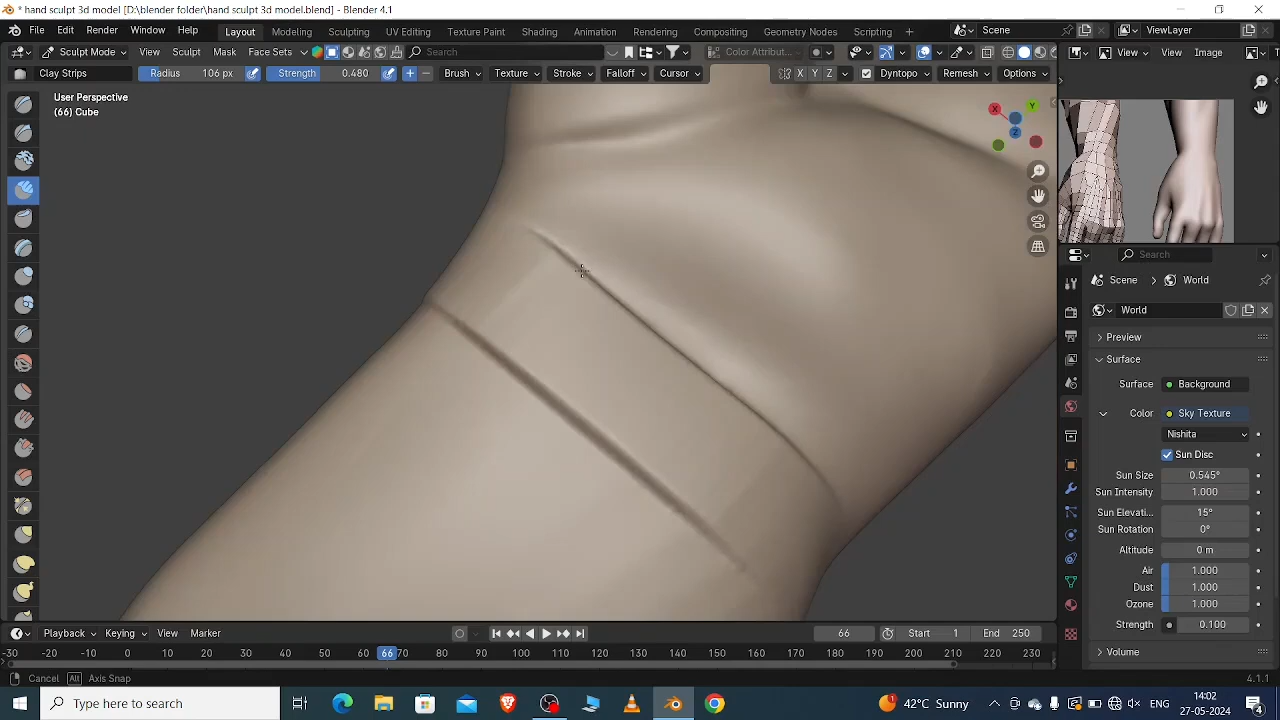 * hand sculpt 3d model [D:\blender folder\hand sculpt 3d model.blend] - Blender 4.1
File Edit Render Window Help Layout Modeling Sculpting UV Editing Texture Paint Shading Animation Rendering Compositing Geometry Nodes Scripting Scene ViewLayer
Sculpt Mode View Sculpt Mask Face Sets Search Color Attribut... View View Image
Clay Strips Radius 106 px Strength 0.480 Brush Texture Stroke Falloff Cursor X Y Z Dyntopo Remesh Options
User Perspective
(66) Cube
X Y Z
Search
Scene World
World
Preview
Surface
Surface Background
Color Sky Texture
Nishita
Sun Disc
Sun Size 0.545°
Sun Intensity 1.000
Sun Elevati... 15°
Sun Rotation 0°
Altitude 0 m
Air 1.000
Dust 1.000
Ozone 1.000
Strength 0.100
Volume
Playback Keying View Marker 66 Start 1 End 250
-30 -20 -10 0 10 20 30 40 50 66 80 90 100 110 120 130 140 150 160 170 180 190 200 210 220 230
Cancel Alt Axis Snap 4.1.1
Type here to search 1 42°C Sunny ENG 14:02 27-05-2024 4